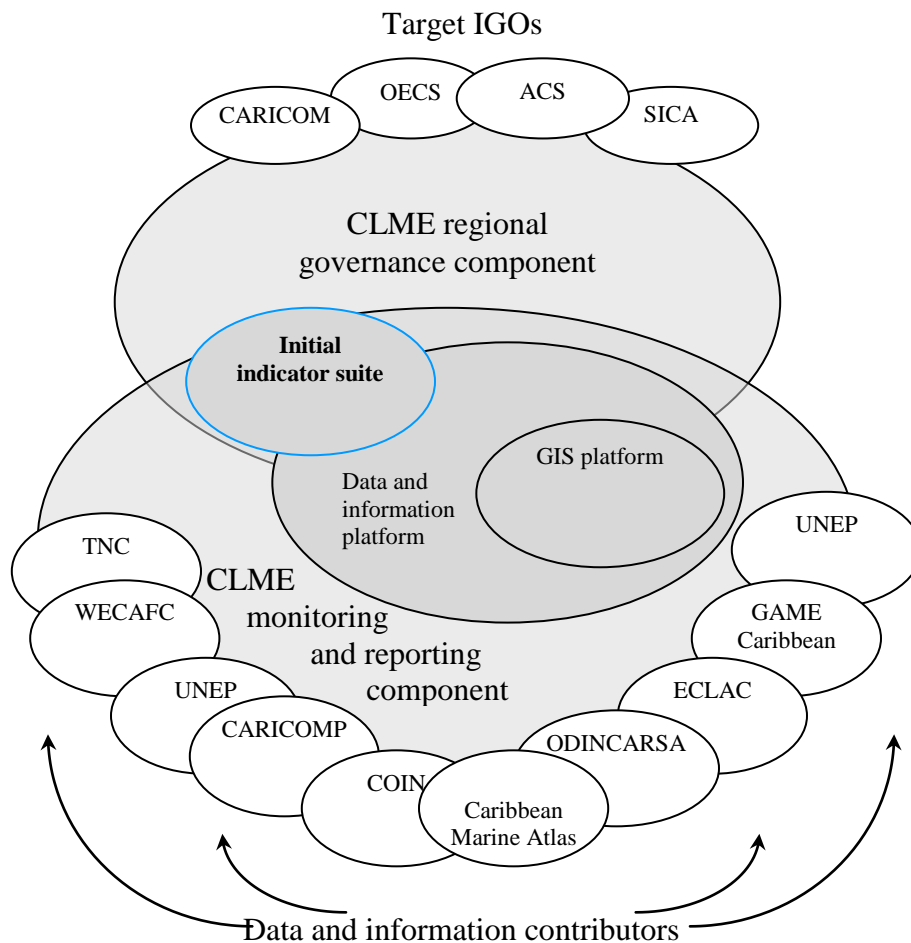 Target IGOs
OECS
ACS
CARICOM
SICA
CLME regional
governance component
Initial
indicator suite
GIS platform
Data and
information
platform
UNEP
TNC
CLME
monitoring
and reporting
component
WECAFC
GAME
Caribbean
UNEP
ECLAC
CARICOMP
ODINCARSA
COIN
Caribbean
Marine Atlas
Data and information contributors